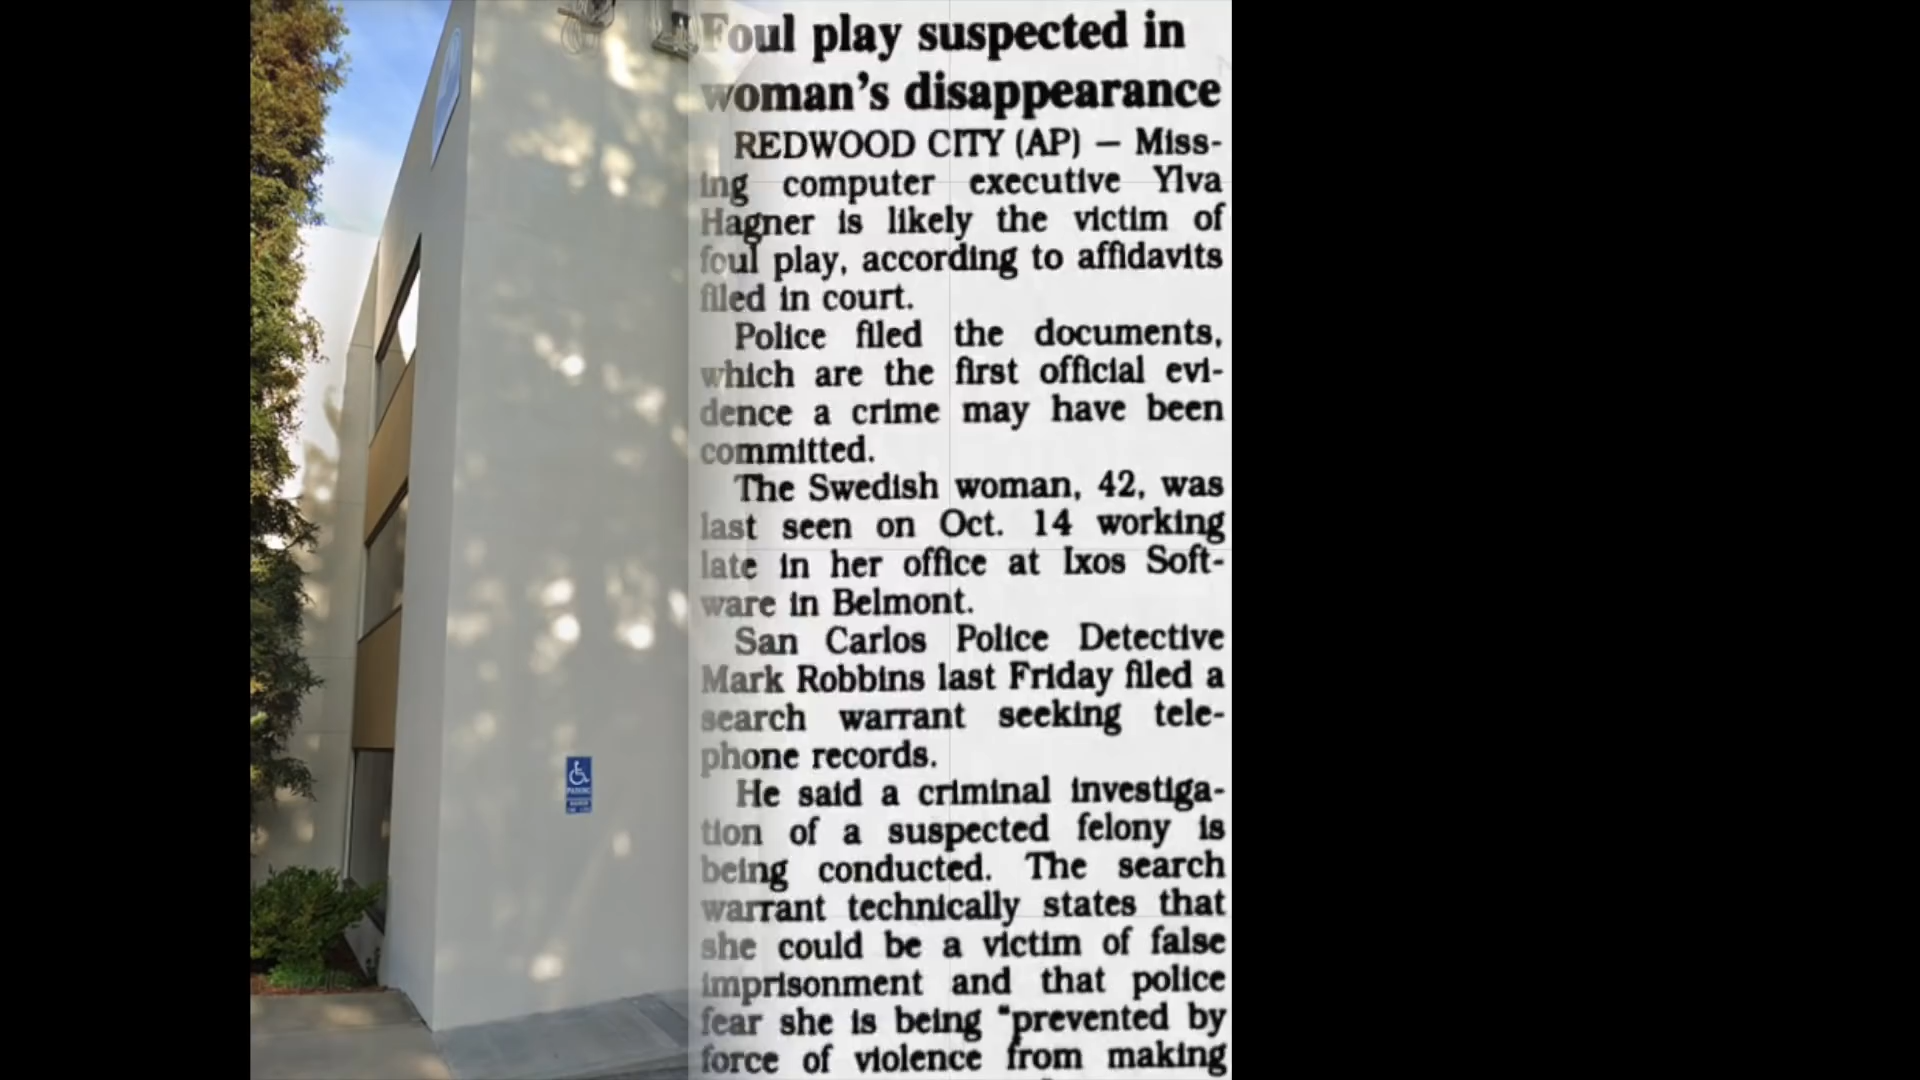 Foul play suspected in
woman's disappearance
REDWOOD CITY (AP) — Miss-
ing computer executive Ylva
Hagner is likely the victim of
foul play, according to affidavits
filed in court.
Police filed the documents,
which are the first official evi-
dence a crime may have been
committed.
The Swedish woman, 42, was
last seen on Oct. 14 working
late in her office at Ixos Soft-
ware in Belmont.
San Carlos Police Detective
Mark Robbins last Friday filed a
search warrant seeking tele-
phone records.
He said a criminal investiga-
tion of a suspected felony is
being conducted. The search
warrant technically states that
she could be a victim of false
imprisonment and that police
fear she is being "prevented by
force of violence from making
PARKING